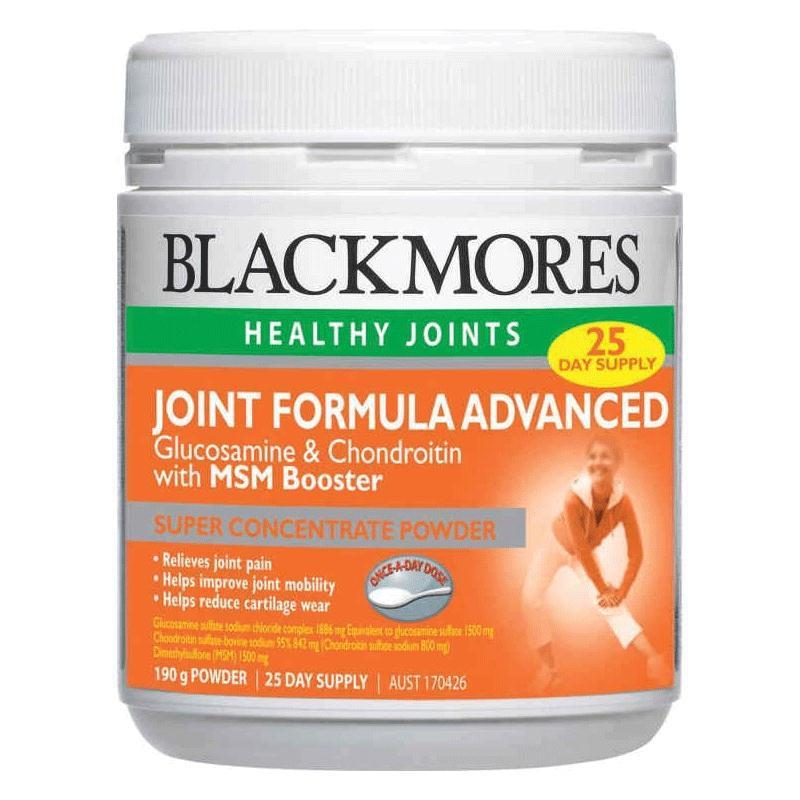 BLACKMORES
HEALTHY JOINTS
25
DAY SUPPLY
JOINT FORMULA ADVANCED
Glucosamine & Chondroitin
with MSM Booster
SUPER CONCENTRATE POWDER
• Relieves joint pain
• Helps improve joint mobility
• Helps reduce cartilage wear
ONCE-A-DAY DOSE
Glucosamine sulfate sodium chloride complex 1886 mg Equivalent to glucosamine sulfate 1500 mg
Chondroitin sulfate-bovine sodium 95% 842 mg (Chondroitin sulfate sodium 800 mg)
Dimethylsulfone (MSM) 1500 mg
190 g POWDER | 25 DAY SUPPLY | AUST 170426